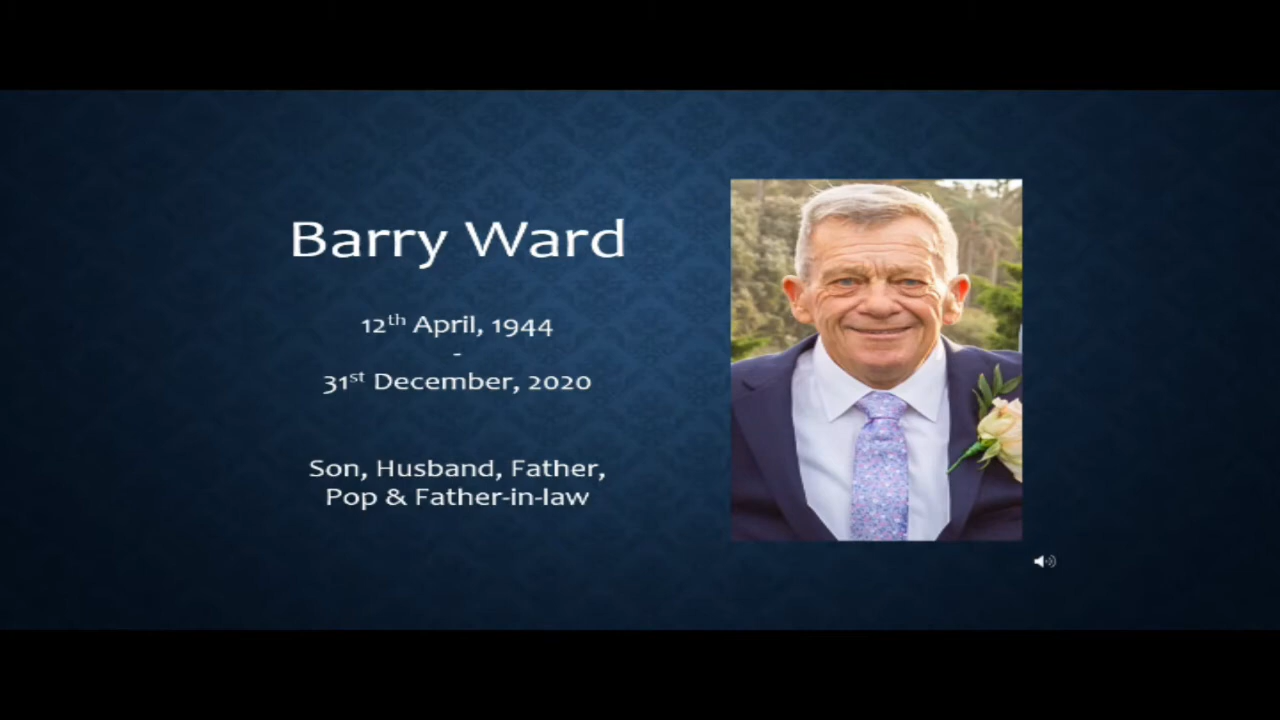 Barry Ward
12th April, 1944
-
31st December, 2020
Son, Husband, Father,
Pop & Father-in-law